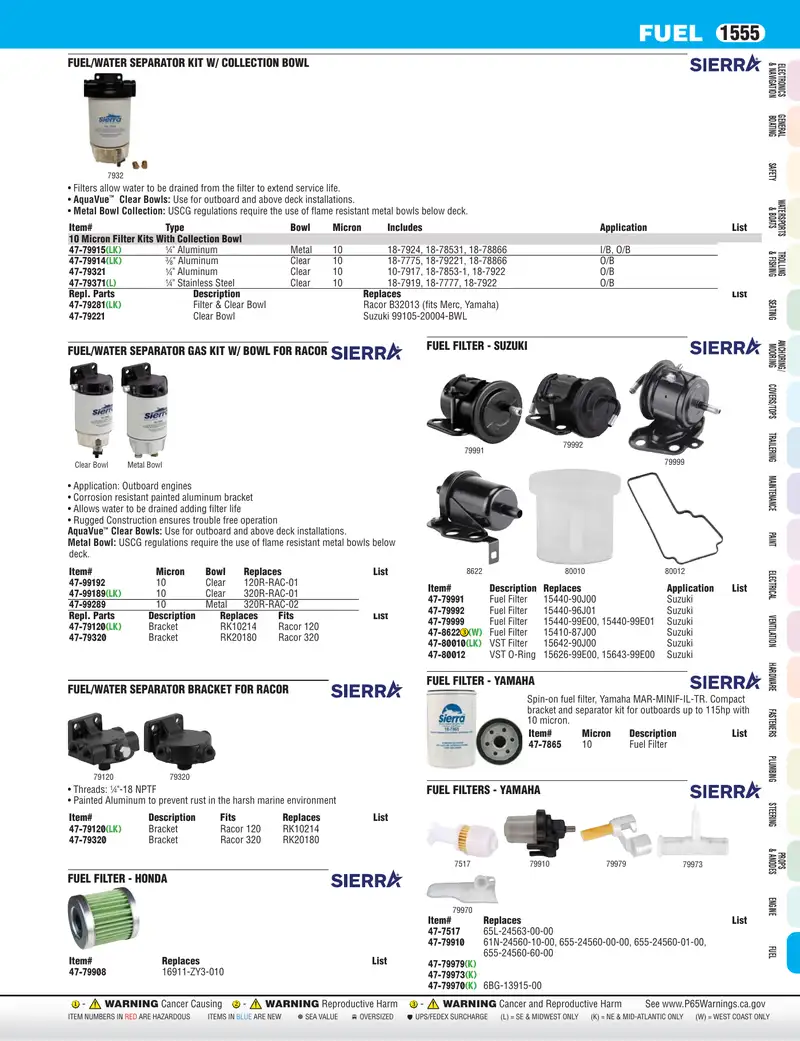 FUEL 1555
FUEL/WATER SEPARATOR KIT W/ COLLECTION BOWL
SIERRA
Sierra
7932
• Filters allow water to be drained from the filter to extend service life.
• AquaVue™ Clear Bowls: Use for outboard and above deck installations.
• Metal Bowl Collection: USCG regulations require the use of flame resistant metal bowls below deck.
Item# Type Bowl Micron Includes Application List
10 Micron Filter Kits With Collection Bowl
47-79915(LK) ¼" Aluminum Metal 10 18-7924, 18-78531, 18-78866 I/B, O/B
47-79914(LK) ⅜" Aluminum Clear 10 18-7775, 18-79221, 18-78866 O/B
47-79321 ¼" Aluminum Clear 10 10-7917, 18-7853-1, 18-7922 O/B
47-79371(L) ¼" Stainless Steel Clear 10 18-7919, 18-7777, 18-7922 O/B
Repl. Parts Description Replaces List
47-79281(LK) Filter & Clear Bowl Racor B32013 (fits Merc, Yamaha)
47-79221 Clear Bowl Suzuki 99105-20004-BWL
FUEL/WATER SEPARATOR GAS KIT W/ BOWL FOR RACOR
SIERRA
Sierra
Sierra
Clear Bowl Metal Bowl
• Application: Outboard engines
• Corrosion resistant painted aluminum bracket
• Allows water to be drained adding filter life
• Rugged Construction ensures trouble free operation
AquaVue™ Clear Bowls: Use for outboard and above deck installations.
Metal Bowl: USCG regulations require the use of flame resistant metal bowls below
deck.
Item# Micron Bowl Replaces List
47-99192 10 Clear 120R-RAC-01
47-99189(LK) 10 Clear 320R-RAC-01
47-99289 10 Metal 320R-RAC-02
Repl. Parts Description Replaces Fits List
47-79120(LK) Bracket RK10214 Racor 120
47-79320 Bracket RK20180 Racor 320
FUEL/WATER SEPARATOR BRACKET FOR RACOR
SIERRA
79120 79320
• Threads: ¼"-18 NPTF
• Painted Aluminum to prevent rust in the harsh marine environment
Item# Description Fits Replaces List
47-79120(LK) Bracket Racor 120 RK10214
47-79320 Bracket Racor 320 RK20180
FUEL FILTER - HONDA
SIERRA
Item# Replaces List
47-79908 16911-ZY3-010
FUEL FILTER - SUZUKI
SIERRA
79991
79992
79999
8622 80010 80012
Item# Description Replaces Application List
47-79991 Fuel Filter 15440-90J00 Suzuki
47-79992 Fuel Filter 15440-96J01 Suzuki
47-79999 Fuel Filter 15440-99E00, 15440-99E01 Suzuki
47-8622 3 (W) Fuel Filter 15410-87J00 Suzuki
47-80010(LK) VST Filter 15642-90J00 Suzuki
47-80012 VST O-Ring 15626-99E00, 15643-99E00 Suzuki
FUEL FILTER - YAMAHA
SIERRA
Sierra
Spin-on fuel filter, Yamaha MAR-MINIF-IL-TR. Compact
bracket and separator kit for outboards up to 115hp with
10 micron.
Item# Micron Description List
47-7865 10 Fuel Filter
FUEL FILTERS - YAMAHA
SIERRA
7517 79910 79979 79973
79970
Item# Replaces List
47-7517 65L-24563-00-00
47-79910 61N-24560-10-00, 655-24560-00-00, 655-24560-01-00,
655-24560-60-00
47-79979(K)
47-79973(K)
47-79970(K) 6BG-13915-00
ELECTRONICS
& NAVIGATION
GENERAL
BOATING
SAFETY
WATERSPORTS
& BOATS
TROLLING
& FISHING
SEATING
ANCHORING/
MOORING
COVERS/TOPS
TRAILERING
MAINTENANCE
PAINT
ELECTRICAL
VENTILATION
HARDWARE
FASTENERS
PLUMBING
STEERING
PROPS
& ANODES
ENGINE
FUEL
1 - WARNING Cancer Causing 2 - WARNING Reproductive Harm 3 - WARNING Cancer and Reproductive Harm See www.P65Warnings.ca.gov
ITEM NUMBERS IN RED ARE HAZARDOUS ITEMS IN BLUE ARE NEW SEA VALUE OVERSIZED UPS/FEDEX SURCHARGE (L) = SE & MIDWEST ONLY (K) = NE & MID-ATLANTIC ONLY (W) = WEST COAST ONLY